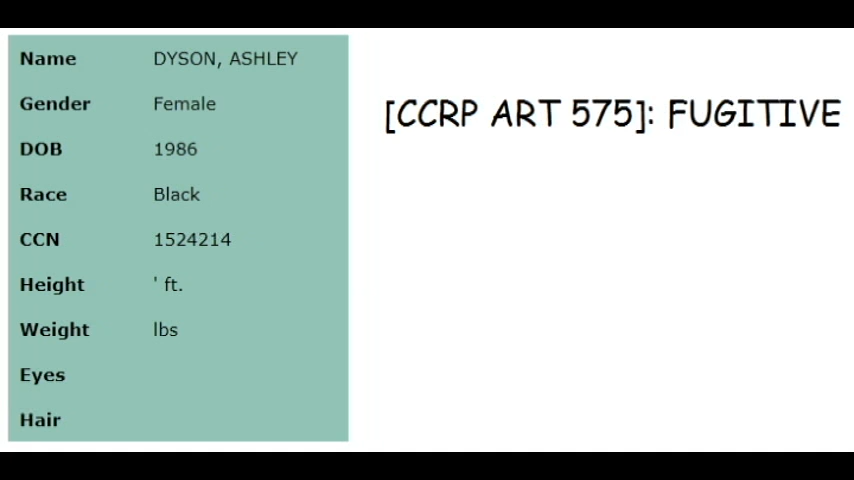 Name DYSON, ASHLEY
Gender Female
DOB 1986
Race Black
CCN 1524214
Height ' ft.
Weight lbs
Eyes
Hair
[CCRP ART 575]: FUGITIVE